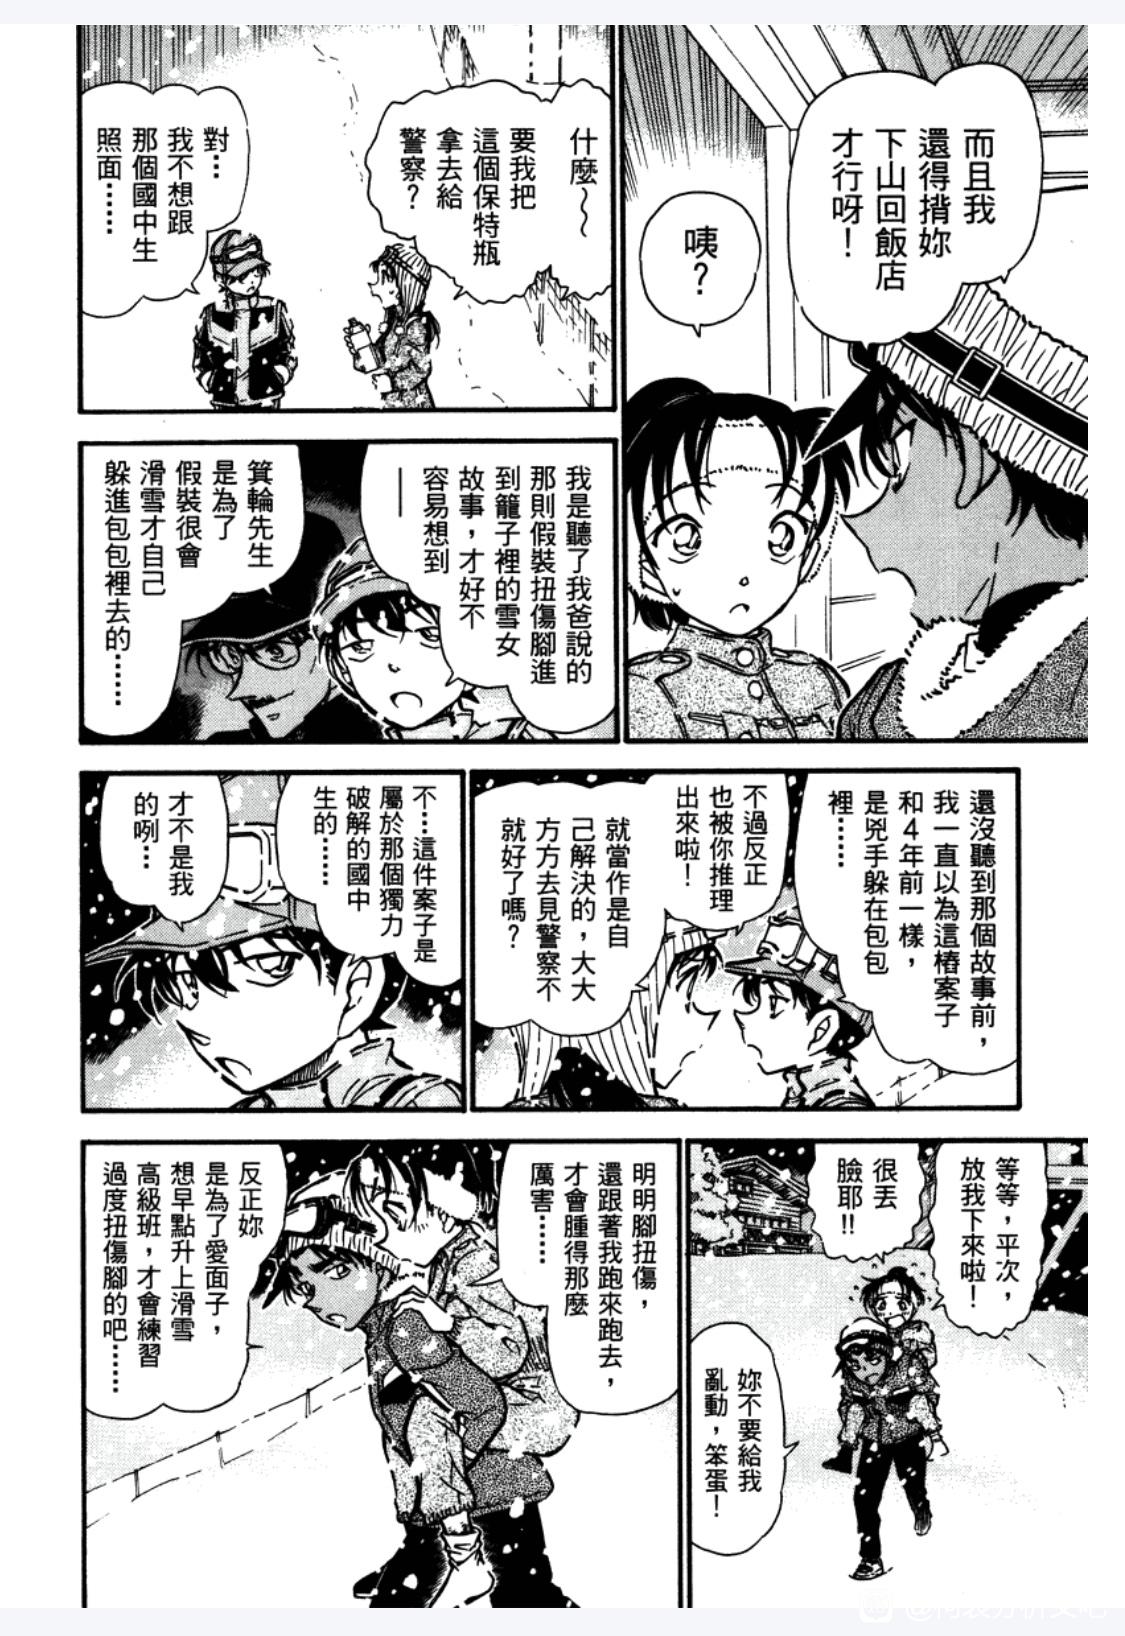 而且我
還得揹妳
下山回飯店
才行呀！
咦？
什麼～～
要我把
這個保特瓶
拿去給
警察？
對…
我不想跟
那個國中生
照面……
我是聽了我爸說的
那則假裝扭傷腳進
到籠子裡的雪女
故事，才好不
容易想到
——
箕輪先生
是為了
假裝很會
滑雪才自己
躲進包包裡去的……
還沒聽到那個故事前，
我一直以為這樁案子
和4年前一樣，
是兇手躲在包包
裡……
不過反正
也被你推理
出來啦！
就當作是自
己解決的，大大
方方去見警察不
就好了嗎？
不…這件案子是
屬於那個獨力
破解的國中
生的……
才不是我
的咧…
等等，平次，
放我下來啦！
很丟
臉耶!!
妳不要給我
亂動，笨蛋！
明明腳扭傷，
還跟著我跑來跑去，
才會腫得那麼
厲害……
反正妳
是為了愛面子，
想早點升上滑雪
高級班，才會練習
過度扭傷腳的吧……